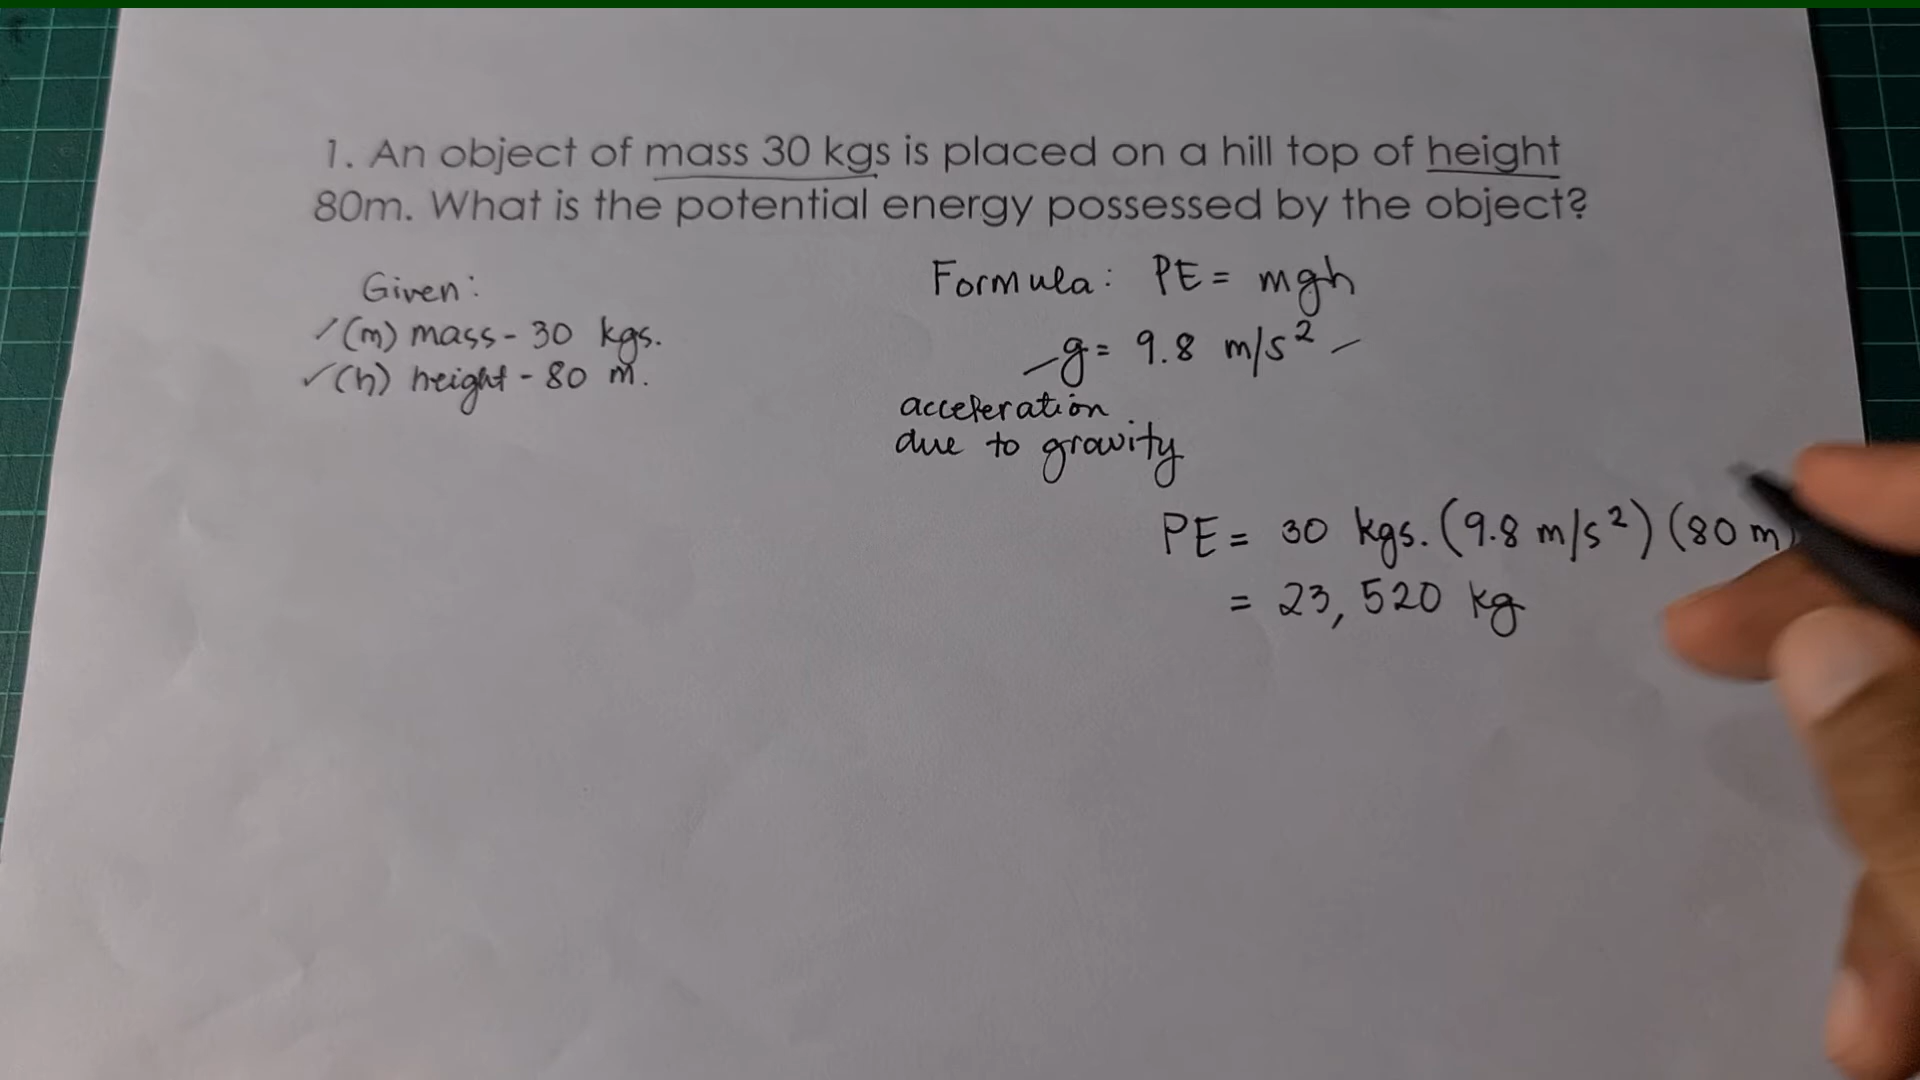 1. An object of mass 30 kgs is placed on a hill top of height
80m. What is the potential energy possessed by the object?
Given:
(m) mass - 30 kgs.
(h) height - 80 m.
Formula: PE = mgh
g = 9.8 m/s²
acceleration
due to gravity
PE = 30 kgs. (9.8 m/s²) (80 m)
= 23, 520 kg